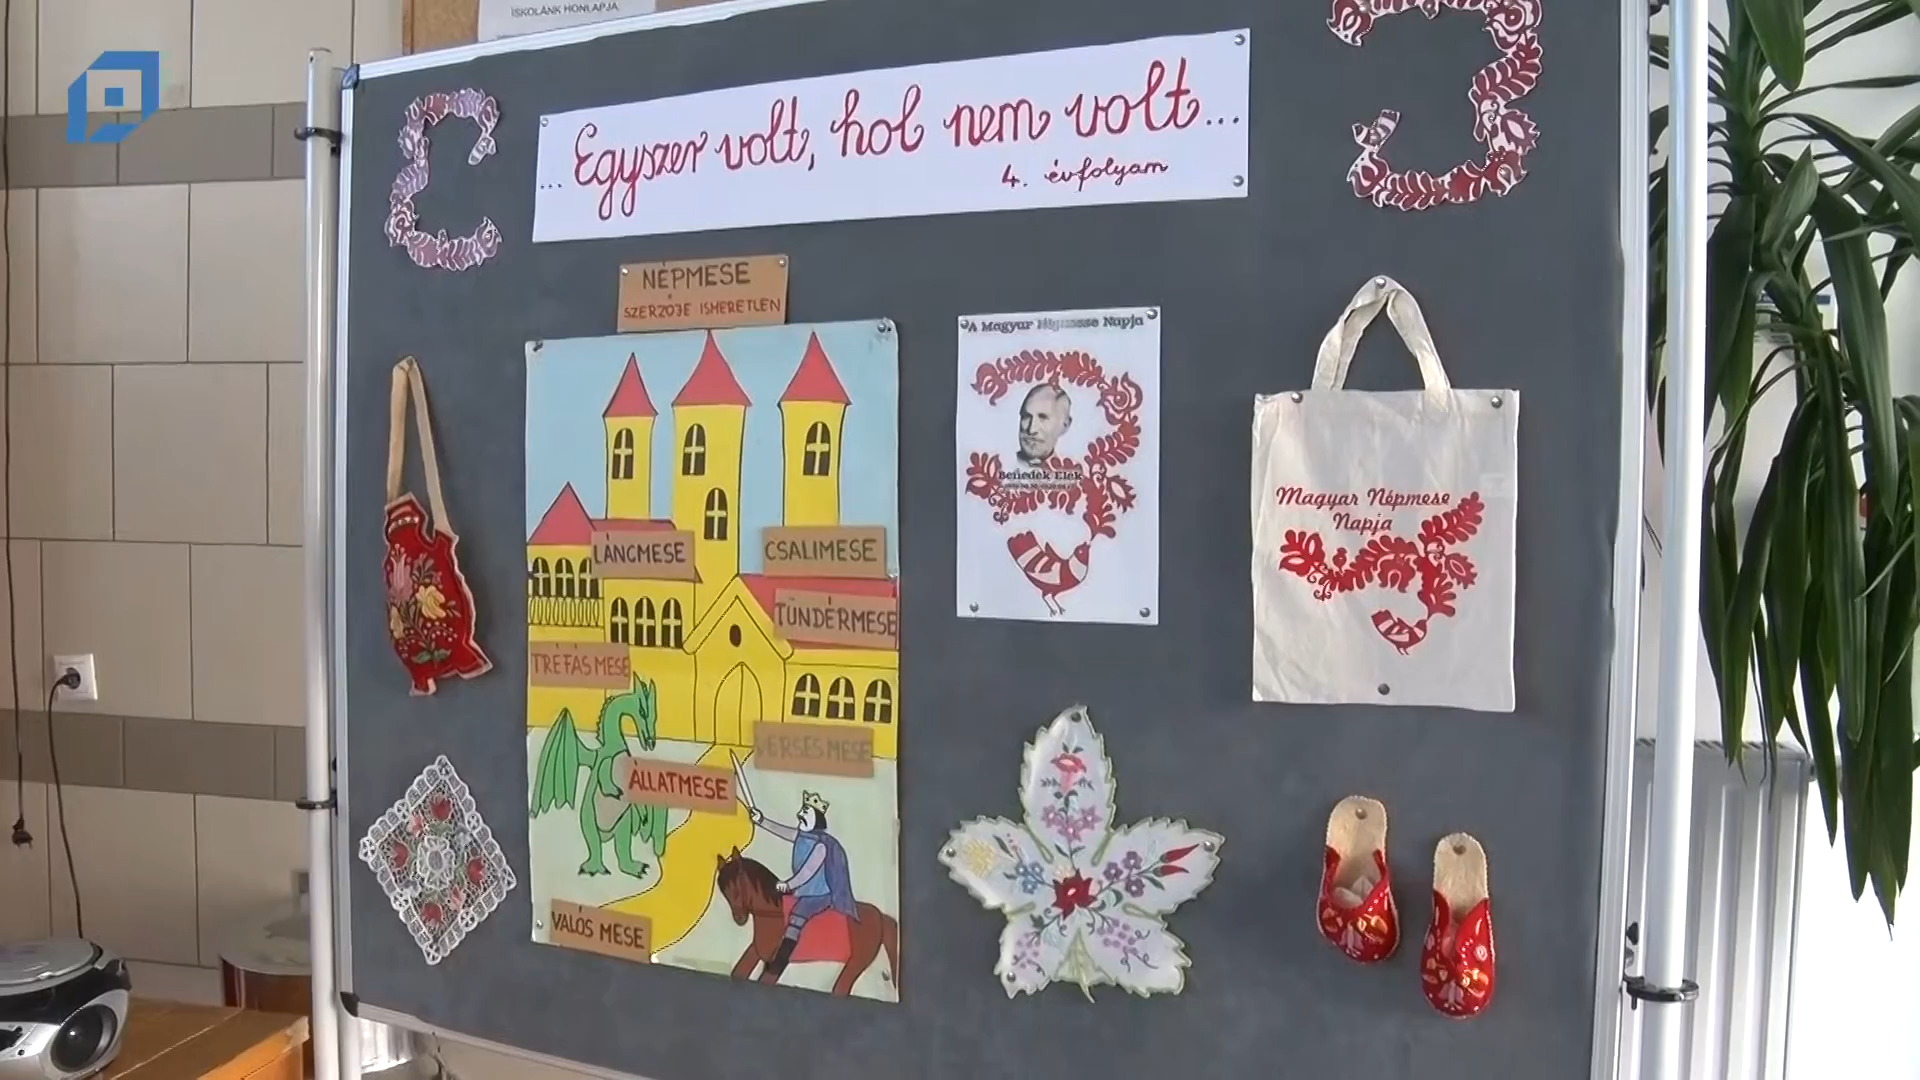 ISKOLÁNK HONLAPJA
... Egyszer volt, hol nem volt...
4. évfolyam
NÉPMESE
SZERZŐJE ISMERETLEN
LÁNCMESE
CSALIMESE
TÜNDÉRMESE
TRÉFÁS MESE
VERSES MESE
ÁLLATMESE
VALÓS MESE
A Magyar Népmese Napja
Benedek Elek
Magyar Népmese
Napja